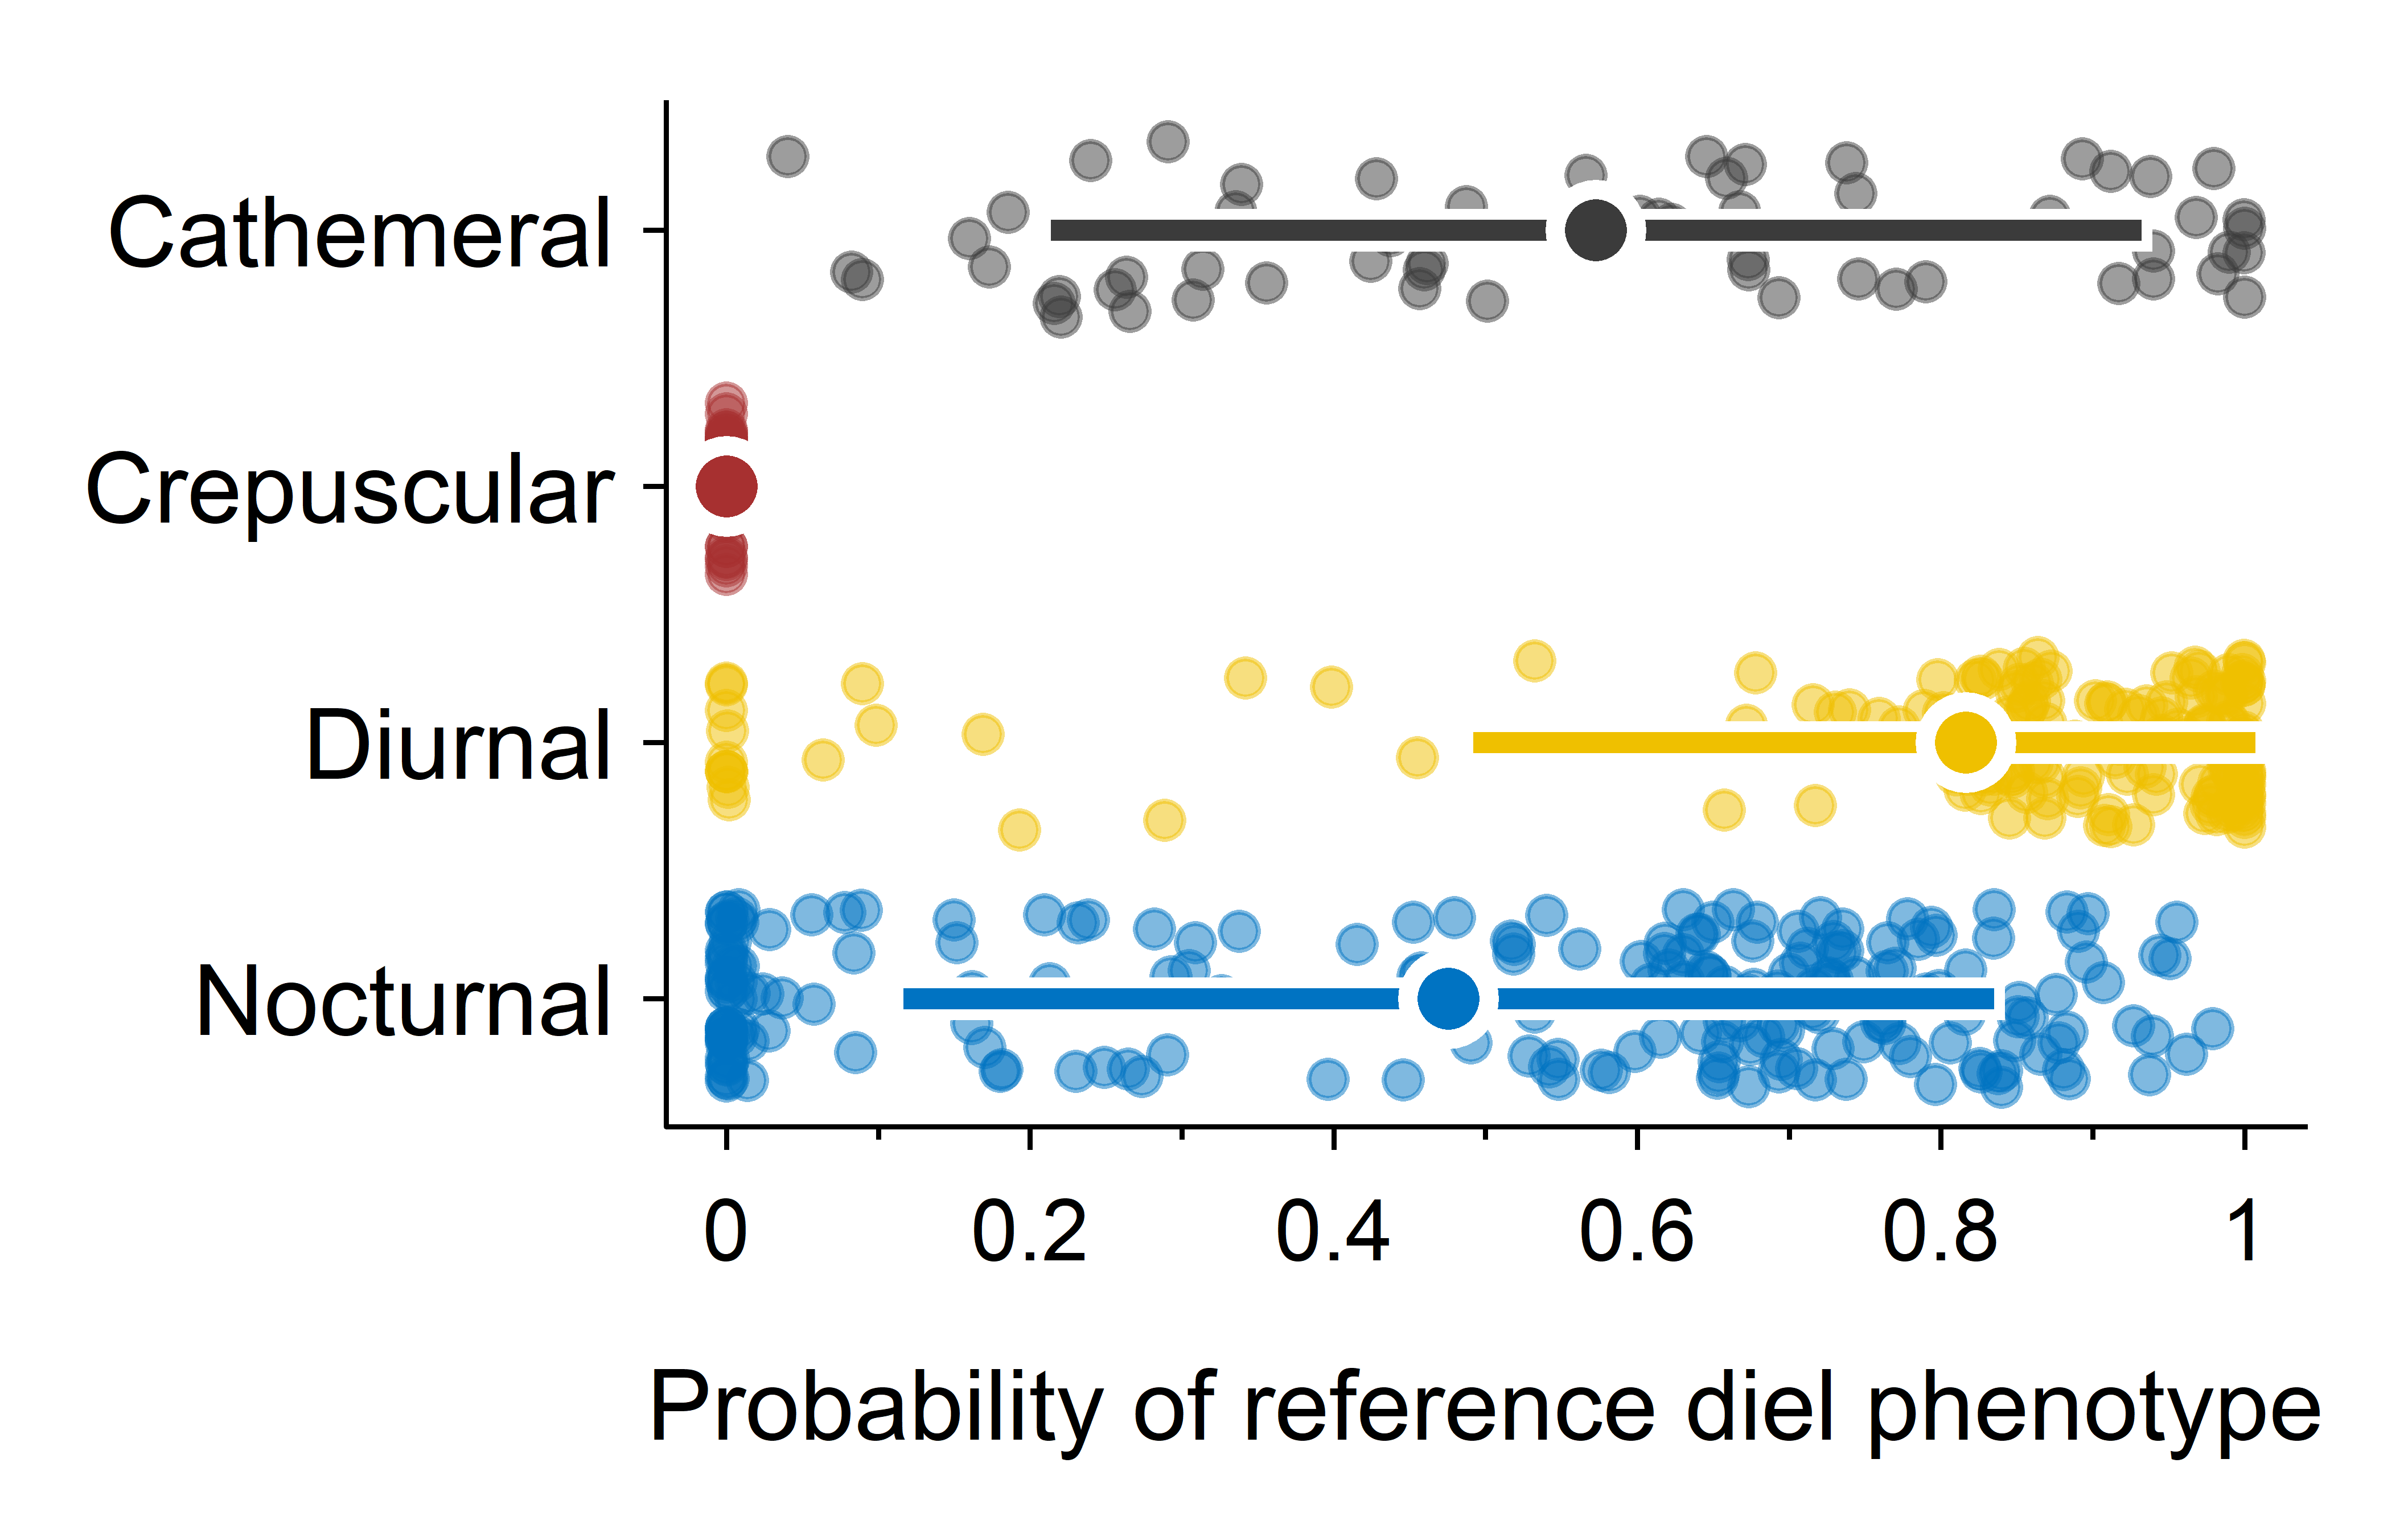 Cathemeral
Crepuscular
Diurnal
Nocturnal
0 0.2 0.4 0.6 0.8 1
Probability of reference diel phenotype